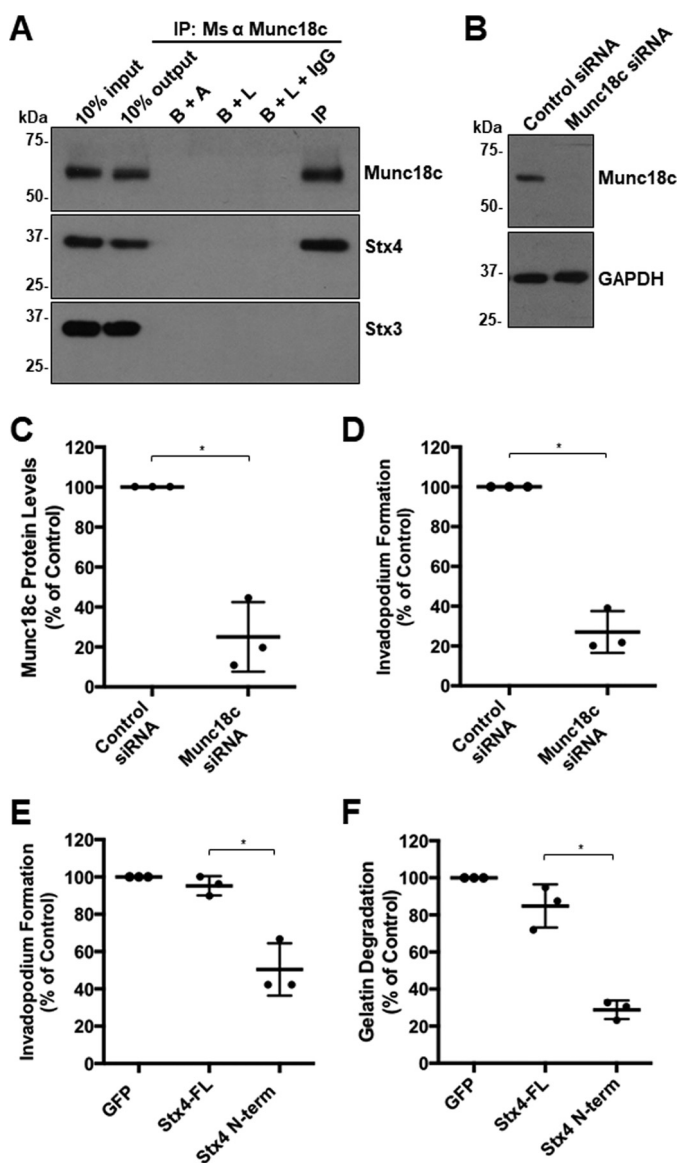 A
IP: Ms α Munc18c
10% input
10% output
B + A
B + L
B + L + IgG
IP
kDa
75-
50-
Munc18c
37-
25-
Stx4
37-
25-
Stx3
B
Control siRNA
Munc18c siRNA
kDa
75-
50-
Munc18c
37-
25-
GAPDH
C
Munc18c Protein Levels
(% of Control)
120
100
80
60
40
20
0
*
Control
siRNA
Munc18c
siRNA
D
Invadopodium Formation
(% of Control)
120
100
80
60
40
20
0
*
Control
siRNA
Munc18c
siRNA
E
Invadopodium Formation
(% of Control)
120
100
80
60
40
20
0
*
GFP
Stx4-FL
Stx4 N-term
F
Gelatin Degradation
(% of Control)
120
100
80
60
40
20
0
*
GFP
Stx4-FL
Stx4 N-term